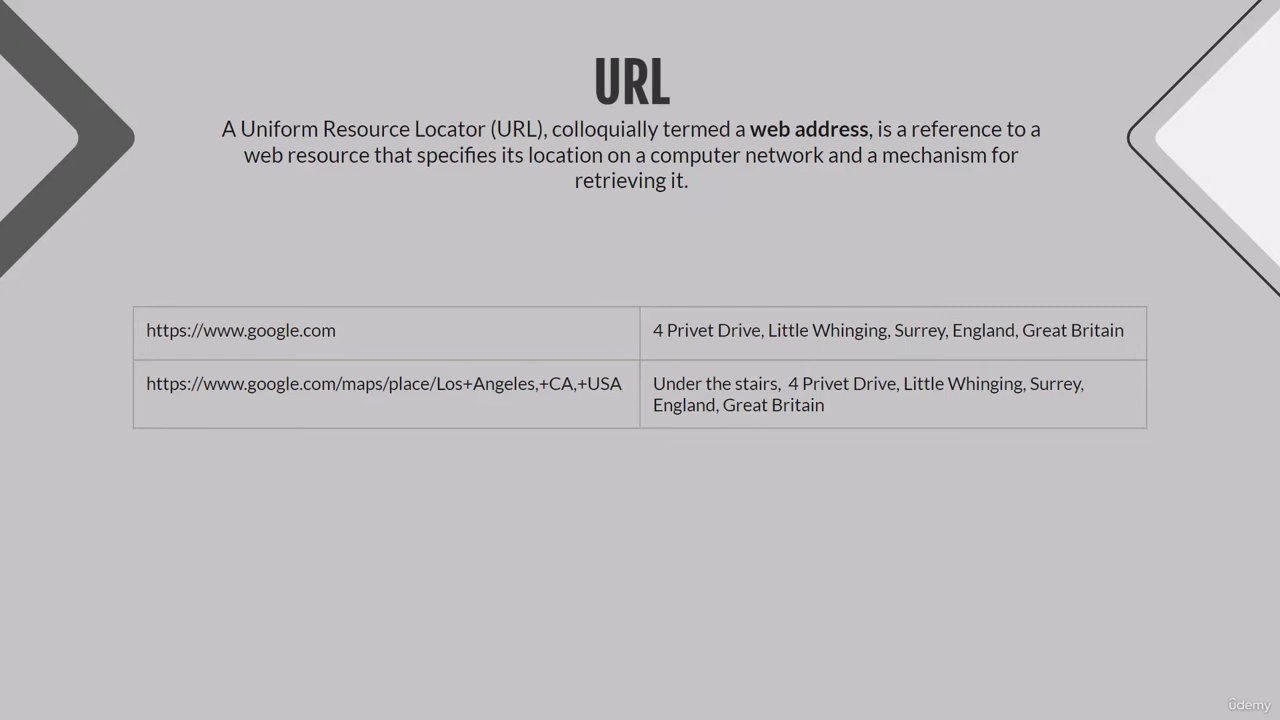 URL
A Uniform Resource Locator (URL), colloquially termed a web address, is a reference to a
web resource that specifies its location on a computer network and a mechanism for
retrieving it.
https://www.google.com
4 Privet Drive, Little Whinging, Surrey, England, Great Britain
https://www.google.com/maps/place/Los+Angeles,+CA,+USA
Under the stairs,  4 Privet Drive, Little Whinging, Surrey,
England, Great Britain
ûdemy